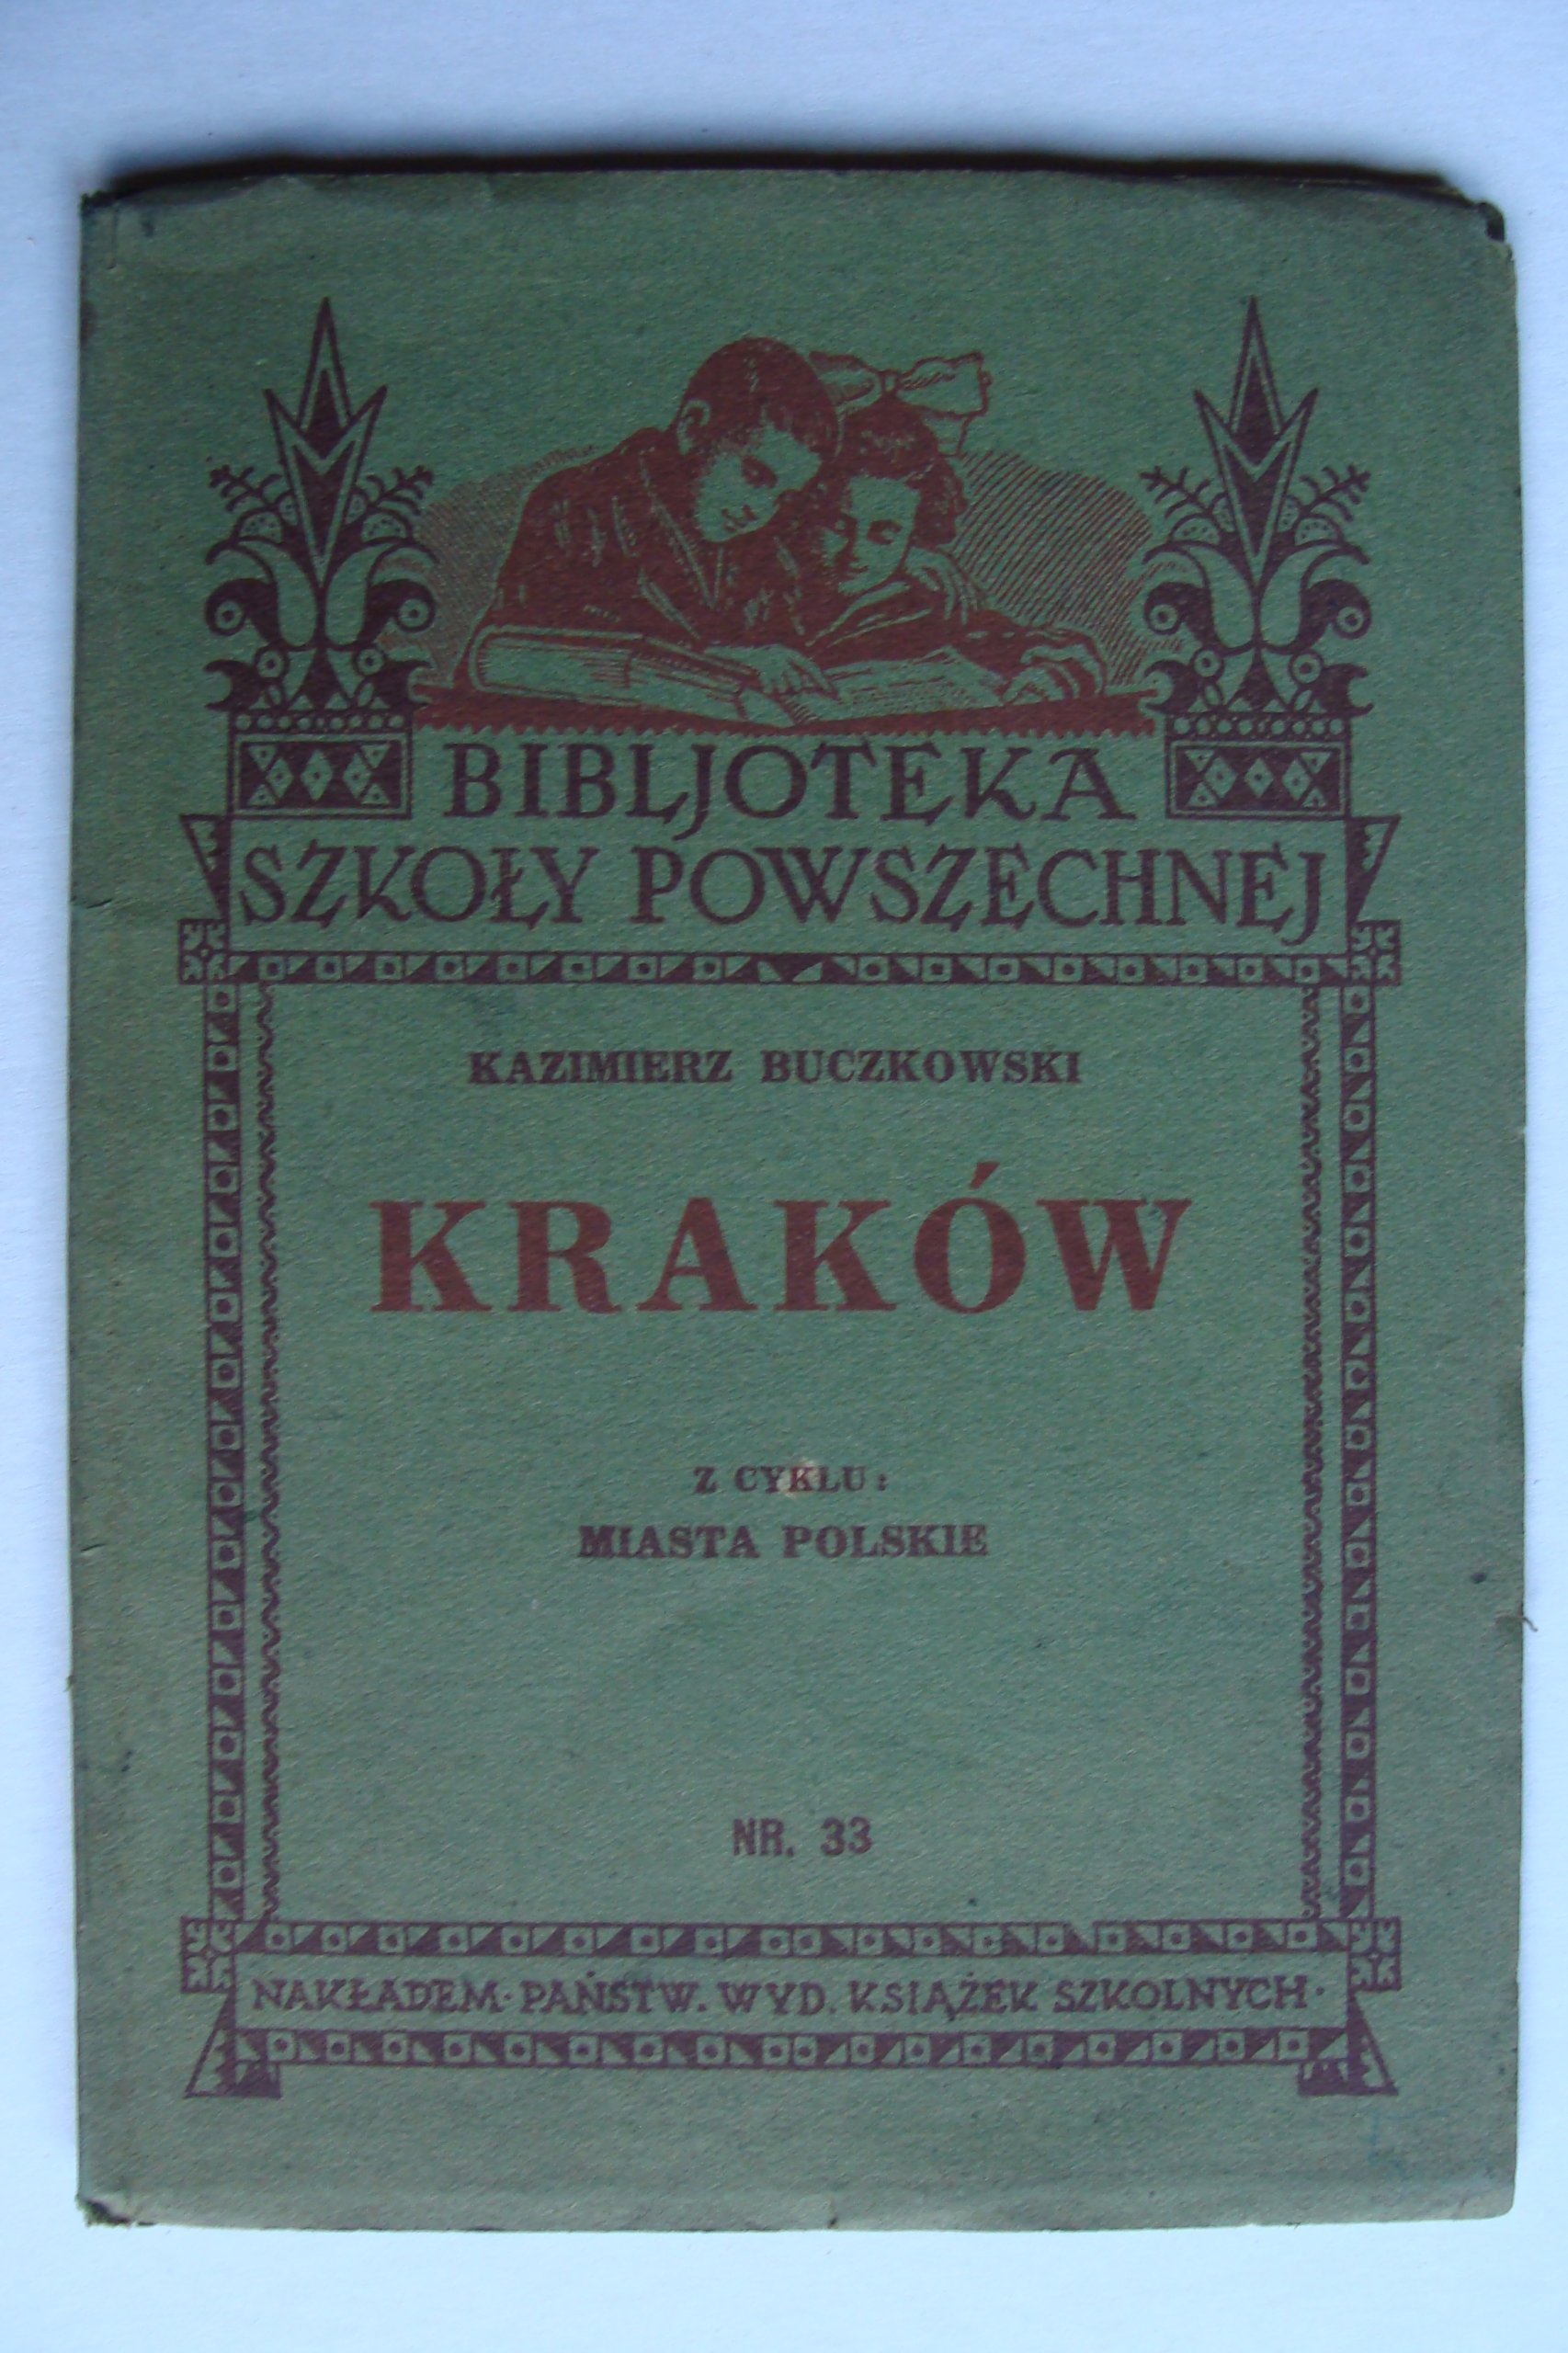 BIBLJOTEKA
SZKOŁY POWSZECHNEJ
KAZIMIERZ BUCZKOWSKI
KRAKÓW
Z CYKLU:
MIASTA POLSKIE
NR. 33
NAKŁADEM·PAŃSTW. WYD. KSIĄŻEK SZKOLNYCH·